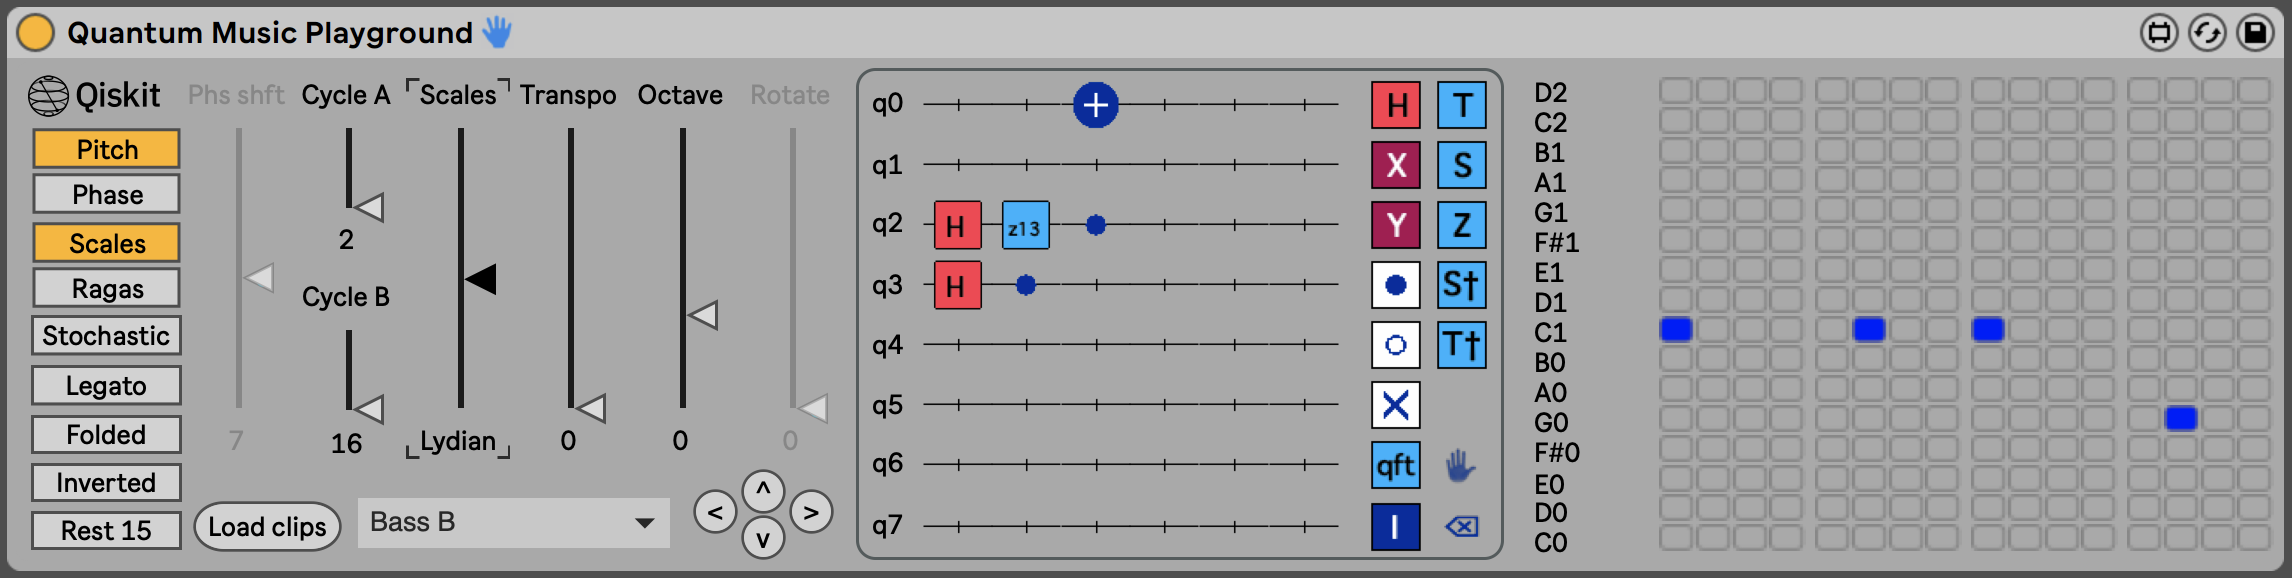 Quantum Music Playground
Qiskit
Phs shft Cycle A Scales Transpo Octave Rotate
Pitch
Phase
Scales
Ragas
Stochastic
Legato
Folded
Inverted
Rest 15
2
Cycle B
7 16 Lydian 0 0 0
Load clips Bass B < ^ v >
q0 + H T
q1 X S
q2 H z13 Y Z
q3 H S†
q4 T†
q5
q6 qft
q7 I
D2
C2
B1
A1
G1
F#1
E1
D1
C1
B0
A0
G0
F#0
E0
D0
C0